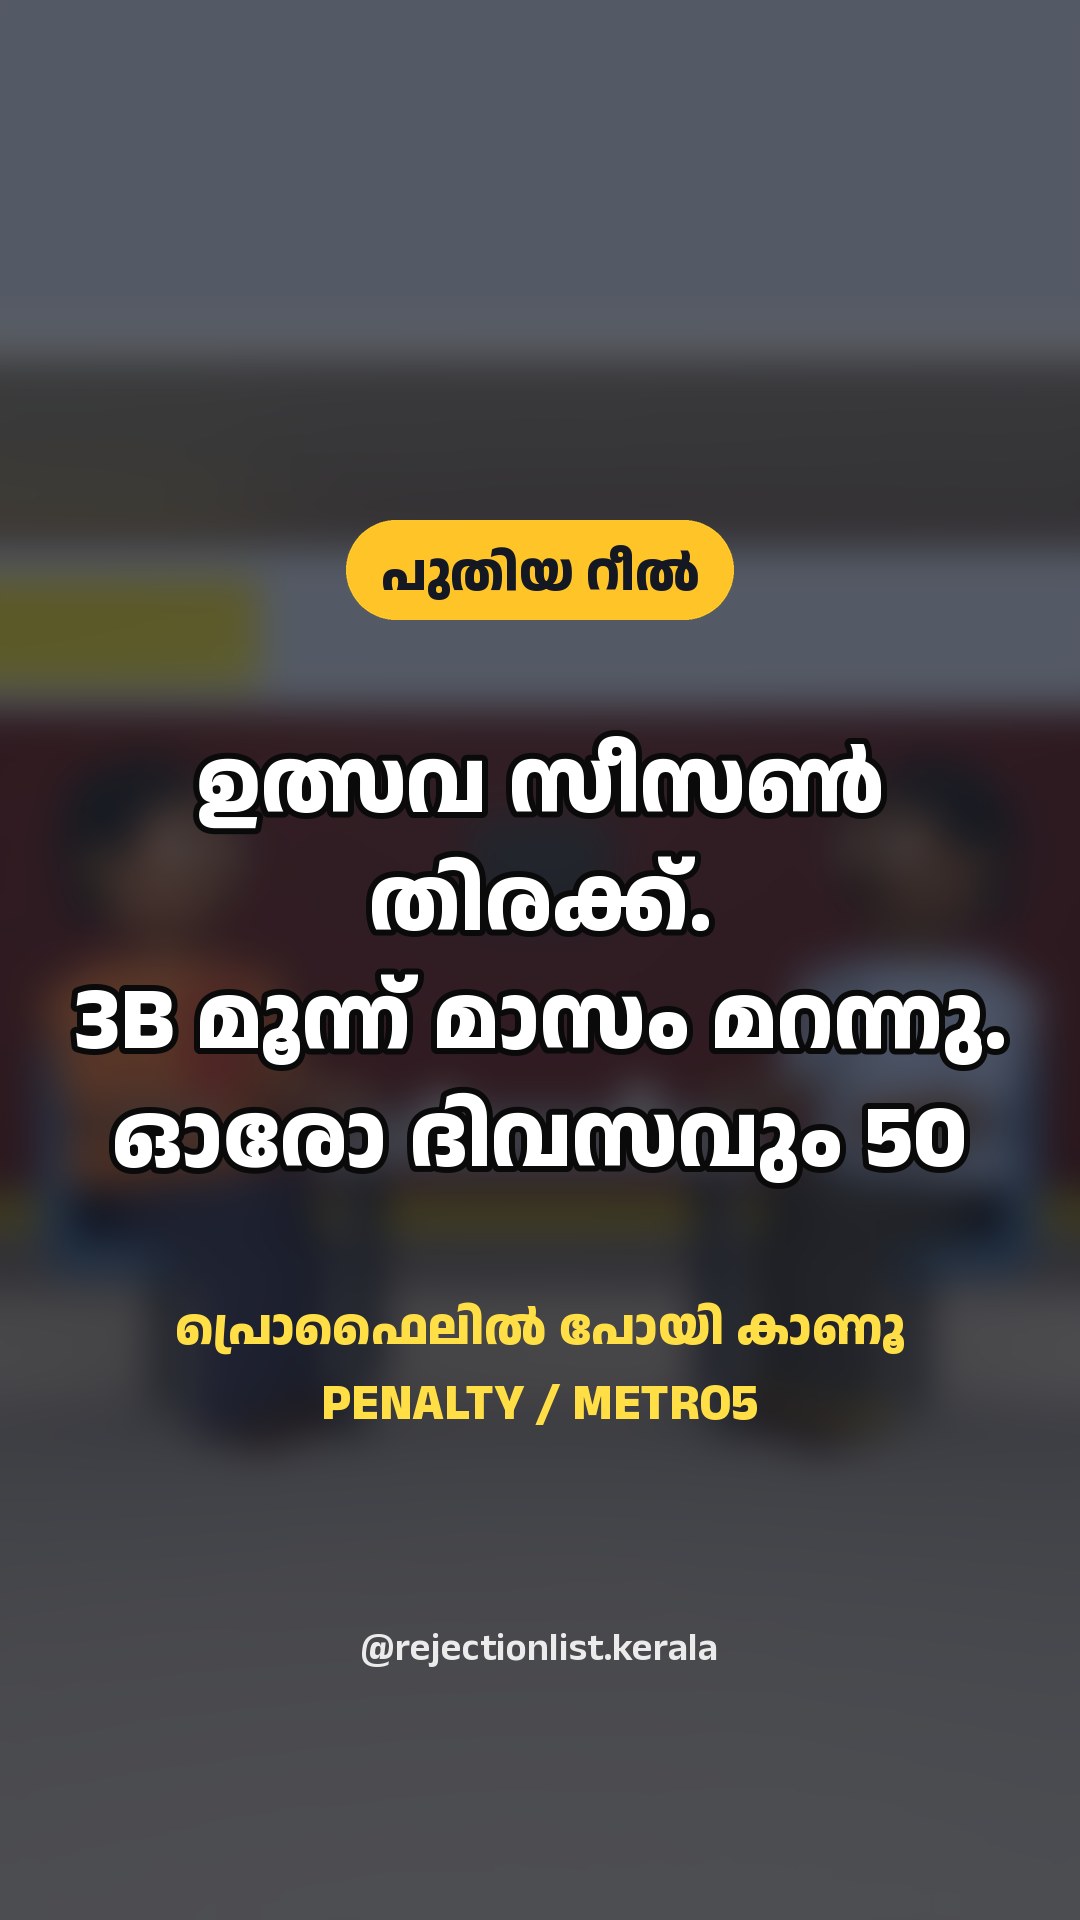 പുതിയ റീൽ
ഉത്സവ സീസൺ
തിരക്ക്.
3B മൂന്ന് മാസം മറന്നു.
ഓരോ ദിവസവും 50
പ്രൊഫൈലിൽ പോയി കാണൂ
PENALTY / METRO5
@rejectionlist.kerala